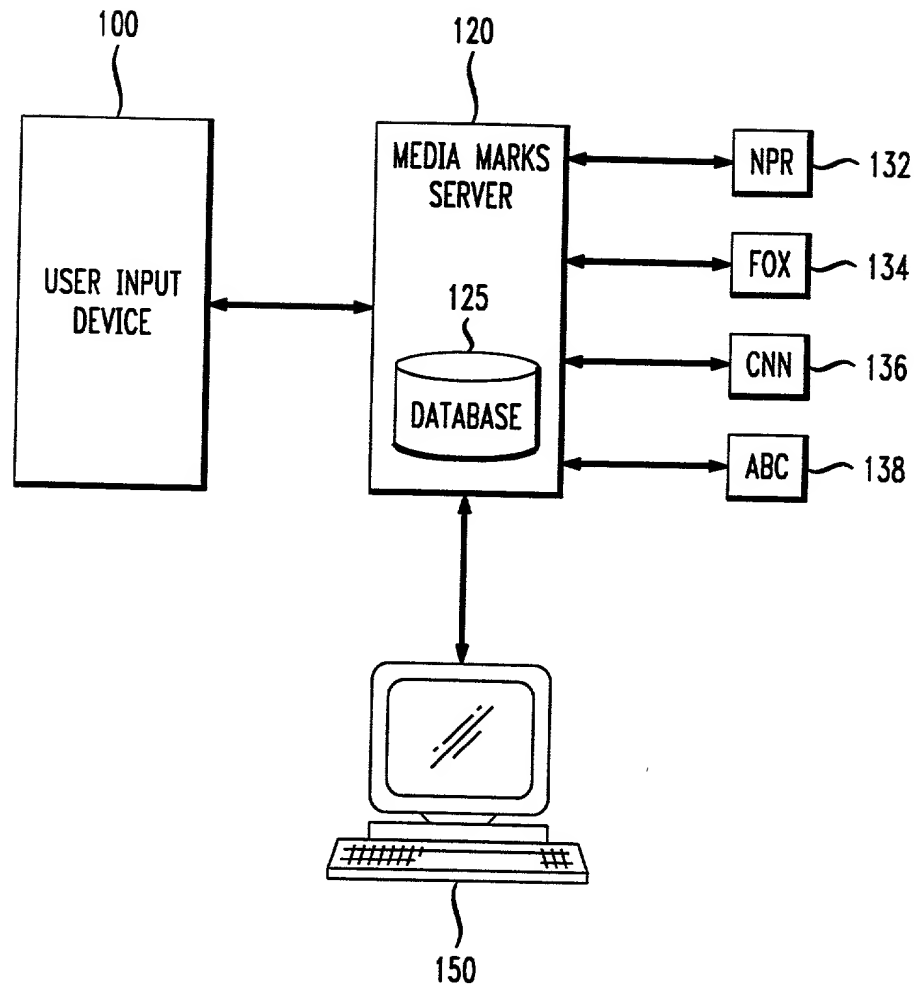 100
120
USER INPUT
DEVICE
MEDIA MARKS
SERVER
125
DATABASE
NPR
132
FOX
134
CNN
136
ABC
138
150